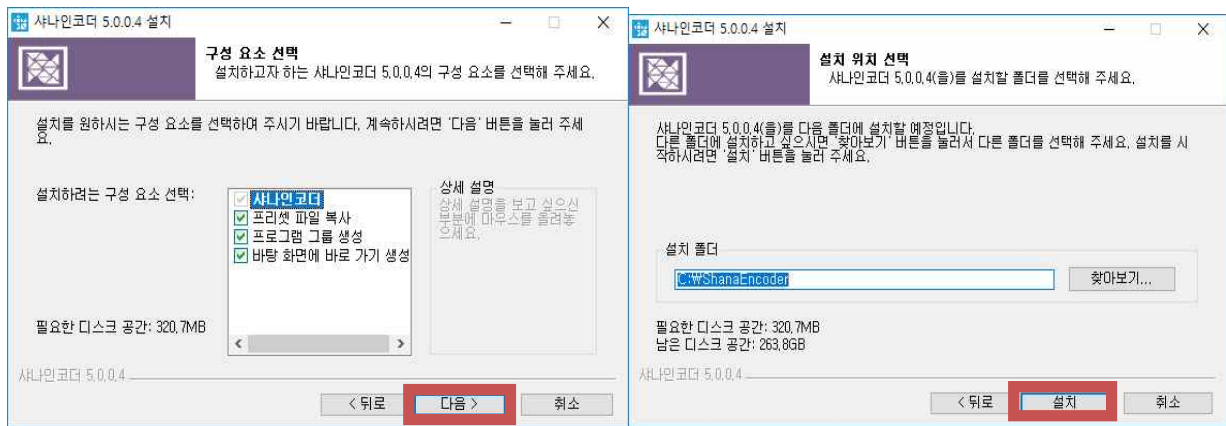 샤나인코더 5.0.0.4 설치
구성 요소 선택
설치하고자 하는 샤나인코더 5.0.0.4의 구성 요소를 선택해 주세요.
설치를 원하시는 구성 요소를 선택하여 주시기 바랍니다. 계속하시려면 '다음' 버튼을 눌러 주세
요.
설치하려는 구성 요소 선택:
샤나인코더
프리셋 파일 복사
프로그램 그룹 생성
바탕 화면에 바로 가기 생성
상세 설명
상세 설명을 보고 싶으신
부분에 마우스를 올려놓
으세요.
필요한 디스크 공간: 320.7MB
샤나인코더 5.0.0.4
< 뒤로
다음 >
취소
샤나인코더 5.0.0.4 설치
설치 위치 선택
샤나인코더 5.0.0.4(을)를 설치할 폴더를 선택해 주세요.
샤나인코더 5.0.0.4(을)를 다음 폴더에 설치할 예정입니다.
다른 폴더에 설치하고 싶으시면 '찾아보기' 버튼을 눌러서 다른 폴더를 선택해 주세요. 설치를 시
작하시려면 '설치' 버튼을 눌러 주세요.
설치 폴더
C:₩ShanaEncoder
찾아보기...
필요한 디스크 공간: 320.7MB
남은 디스크 공간: 263.8GB
샤나인코더 5.0.0.4
< 뒤로
설치
취소